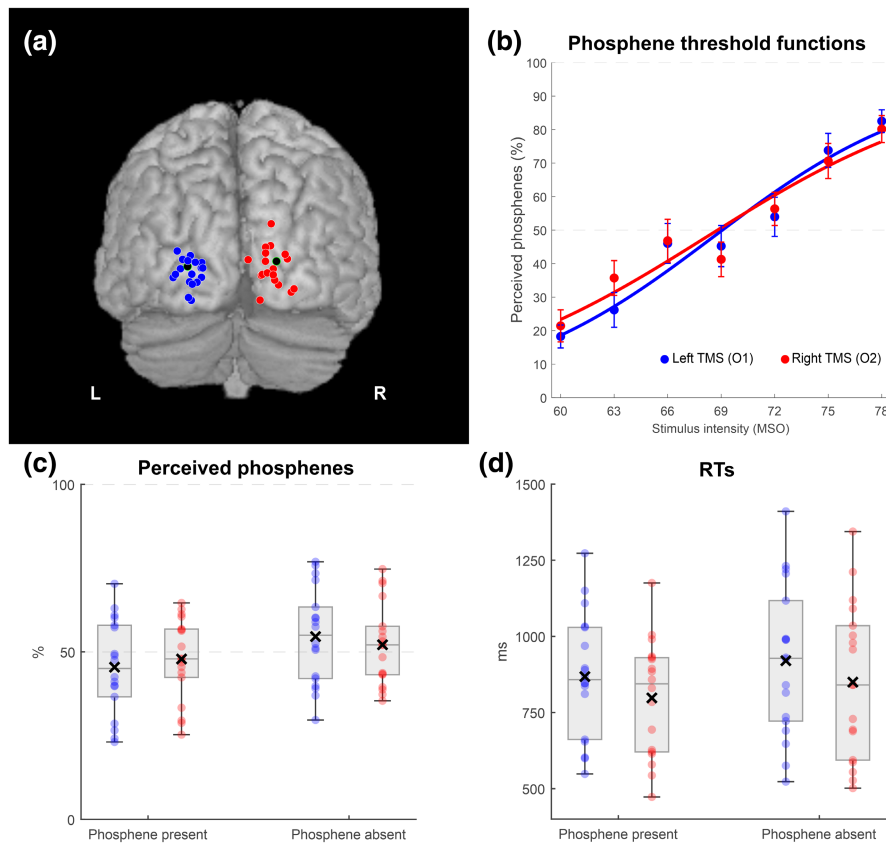 (a)
L
R
(b)
Phosphene threshold functions
Perceived phosphenes (%)
100
90
80
70
60
50
40
30
20
10
0
60
63
66
69
72
75
78
Stimulus intensity (MSO)
Left TMS (O1)
Right TMS (O2)
(c)
Perceived phosphenes
%
100
50
0
Phosphene present
Phosphene absent
(d)
RTs
ms
1500
1250
1000
750
500
Phosphene present
Phosphene absent